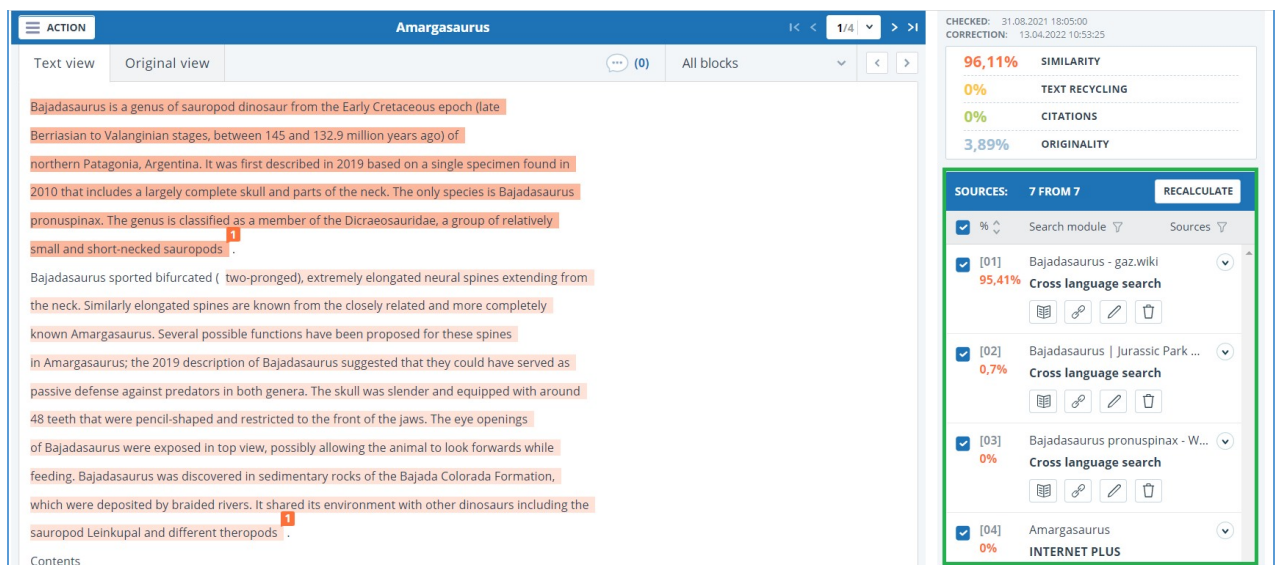 ACTION
Amargasaurus
1/4
Text view
Original view
(0)
All blocks
Bajadasaurus is a genus of sauropod dinosaur from the Early Cretaceous epoch (late
Berriasian to Valanginian stages, between 145 and 132.9 million years ago) of
northern Patagonia, Argentina. It was first described in 2019 based on a single specimen found in
2010 that includes a largely complete skull and parts of the neck. The only species is Bajadasaurus
pronuspinax. The genus is classified as a member of the Dicraeosauridae, a group of relatively
1
small and short-necked sauropods .
Bajadasaurus sported bifurcated ( two-pronged), extremely elongated neural spines extending from
the neck. Similarly elongated spines are known from the closely related and more completely
known Amargasaurus. Several possible functions have been proposed for these spines
in Amargasaurus; the 2019 description of Bajadasaurus suggested that they could have served as
passive defense against predators in both genera. The skull was slender and equipped with around
48 teeth that were pencil-shaped and restricted to the front of the jaws. The eye openings
of Bajadasaurus were exposed in top view, possibly allowing the animal to look forwards while
feeding. Bajadasaurus was discovered in sedimentary rocks of the Bajada Colorada Formation,
which were deposited by braided rivers. It shared its environment with other dinosaurs including the
1
sauropod Leinkupal and different theropods .
Contents
CHECKED: 31.08.2021 18:05:00
CORRECTION: 13.04.2022 10:53:25
96,11% SIMILARITY
0% TEXT RECYCLING
0% CITATIONS
3,89% ORIGINALITY
SOURCES: 7 FROM 7 RECALCULATE
% Search module Sources
[01] Bajadasaurus - gaz.wiki
95,41% Cross language search
[02] Bajadasaurus | Jurassic Park ...
0,7% Cross language search
[03] Bajadasaurus pronuspinax - W...
0% Cross language search
[04] Amargasaurus
0% INTERNET PLUS